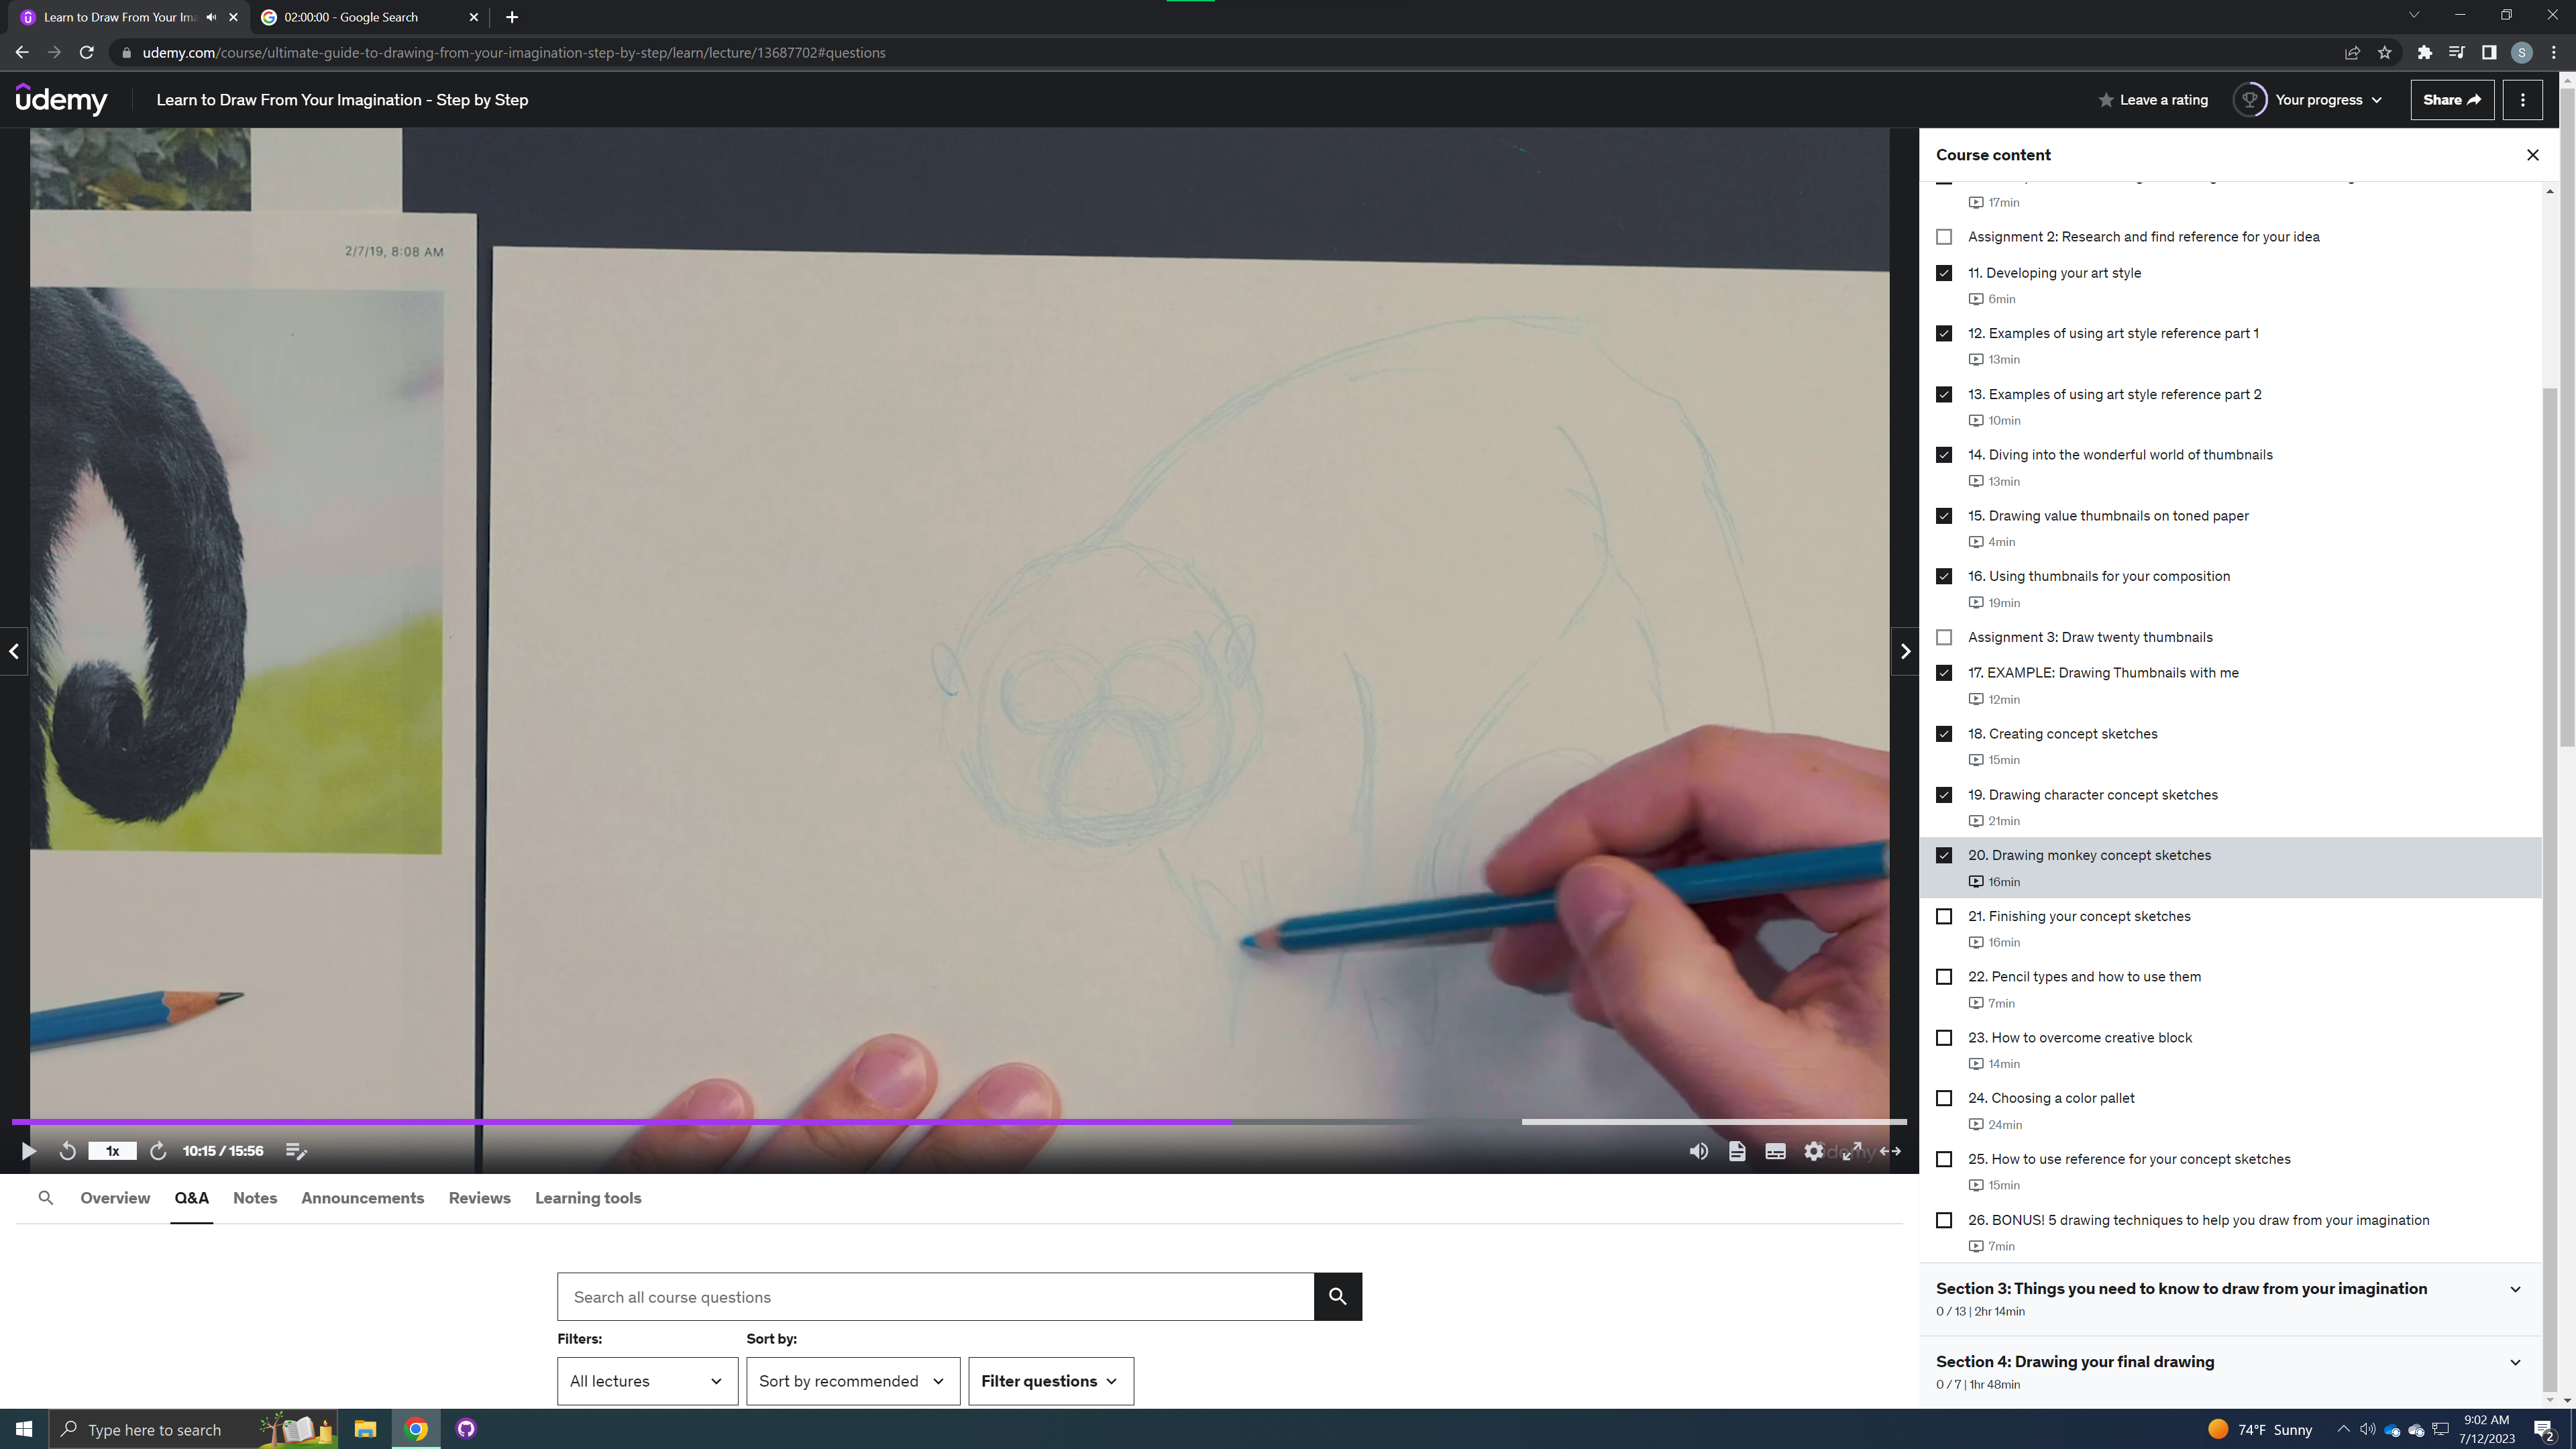 Learn to Draw From Your Ima
02:00:00 - Google Search
udemy.com/course/ultimate-guide-to-drawing-from-your-imagination-step-by-step/learn/lecture/13687702#questions
S
udemy
Learn to Draw From Your Imagination - Step by Step
Leave a rating
Your progress
Share
2/7/19, 8:08 AM
Course content
17min
Assignment 2: Research and find reference for your idea
11. Developing your art style
6min
12. Examples of using art style reference part 1
13min
13. Examples of using art style reference part 2
10min
14. Diving into the wonderful world of thumbnails
13min
15. Drawing value thumbnails on toned paper
4min
16. Using thumbnails for your composition
19min
Assignment 3: Draw twenty thumbnails
17. EXAMPLE: Drawing Thumbnails with me
12min
18. Creating concept sketches
15min
19. Drawing character concept sketches
21min
20. Drawing monkey concept sketches
16min
21. Finishing your concept sketches
16min
22. Pencil types and how to use them
7min
23. How to overcome creative block
14min
24. Choosing a color pallet
24min
25. How to use reference for your concept sketches
15min
26. BONUS! 5 drawing techniques to help you draw from your imagination
7min
Section 3: Things you need to know to draw from your imagination
0 / 13 | 2hr 14min
Section 4: Drawing your final drawing
0 / 7 | 1hr 48min
1x
10:15 / 15:56
udemy
Overview
Q&A
Notes
Announcements
Reviews
Learning tools
Search all course questions
Filters:
Sort by:
All lectures
Sort by recommended
Filter questions
Type here to search
74°F Sunny
9:02 AM
7/12/2023
2